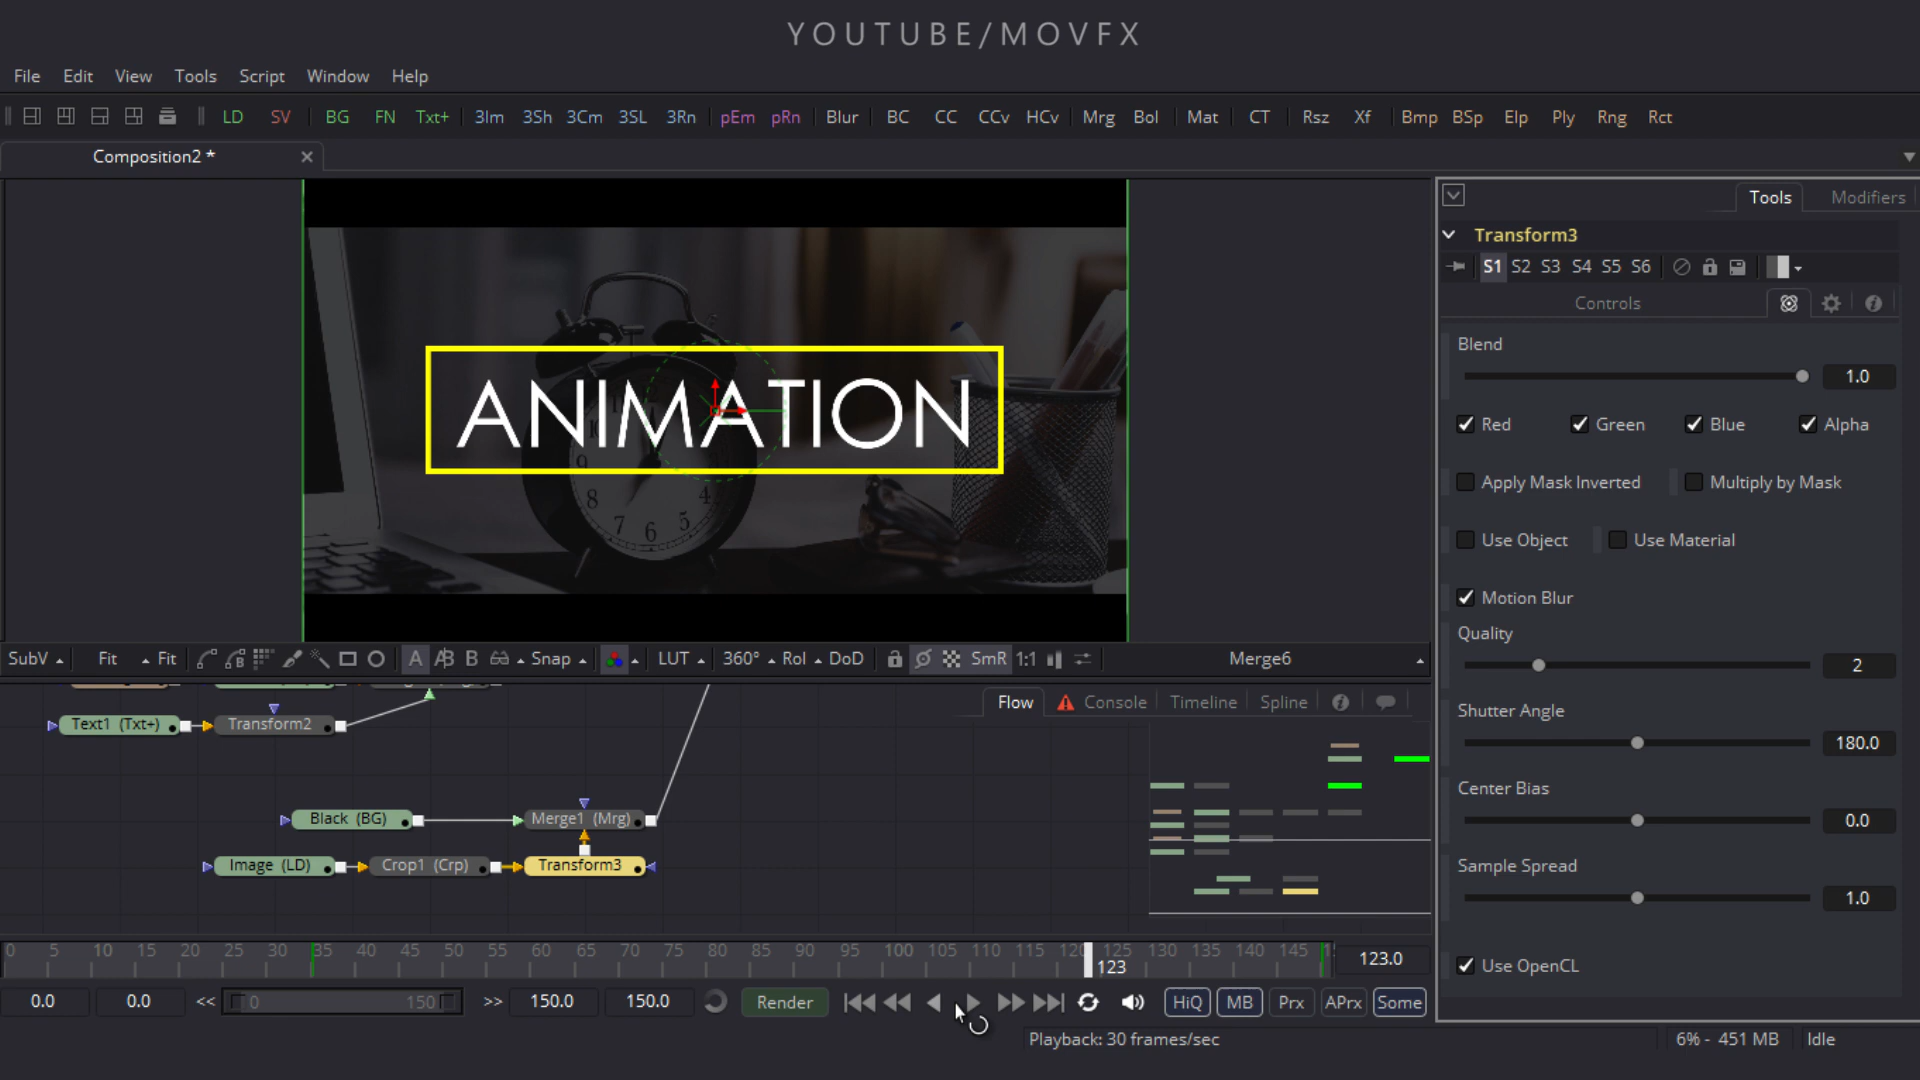 YOUTUBE/MOVFX
File Edit View Tools Script Window Help
LD SV BG FN Txt+ 3Im 3Sh 3Cm 3SL 3Rn pEm pRn Blur BC CC CCv HCv Mrg Bol Mat CT Rsz Xf Bmp BSp Elp Ply Rng Rct
Composition2 *
Tools Modifiers
Transform3
S1 S2 S3 S4 S5 S6
Controls
Blend
1.0
Red Green Blue Alpha
Apply Mask Inverted Multiply by Mask
Use Object Use Material
Motion Blur
Quality
2
Shutter Angle
180.0
Center Bias
0.0
Sample Spread
1.0
Use OpenCL
ANIMATION
10
9
8
7
6
5
4
SubV Fit Fit A B Snap LUT 360° RoI DoD SmR 1:1 Merge6
Flow Console Timeline Spline
Text1 (Txt+) Transform2
Black (BG) Merge1 (Mrg)
Image (LD) Crop1 (Crp) Transform3
0 5 10 15 20 25 30 35 40 45 50 55 60 65 70 75 80 85 90 95 100 105 110 115 120 125 130 135 140 145
123
123.0
0.0 0.0 << 0 150 >> 150.0 150.0 Render HiQ MB Prx APrx Some
Playback: 30 frames/sec 6% - 451 MB Idle